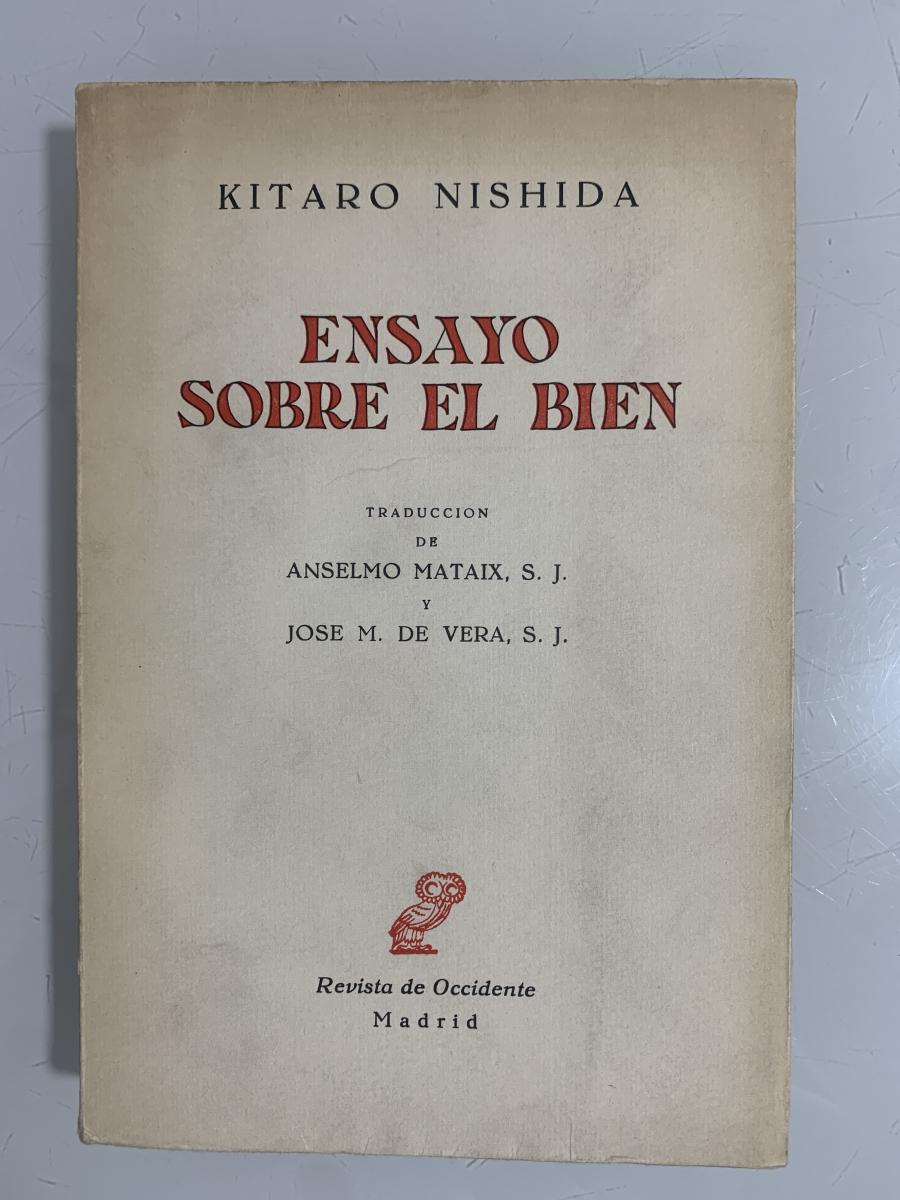 KITARO NISHIDA
ENSAYO
SOBRE EL BIEN
TRADUCCION
DE
ANSELMO MATAIX, S. J.
Y
JOSE M. DE VERA, S. J.
Revista de Occidente
Madrid